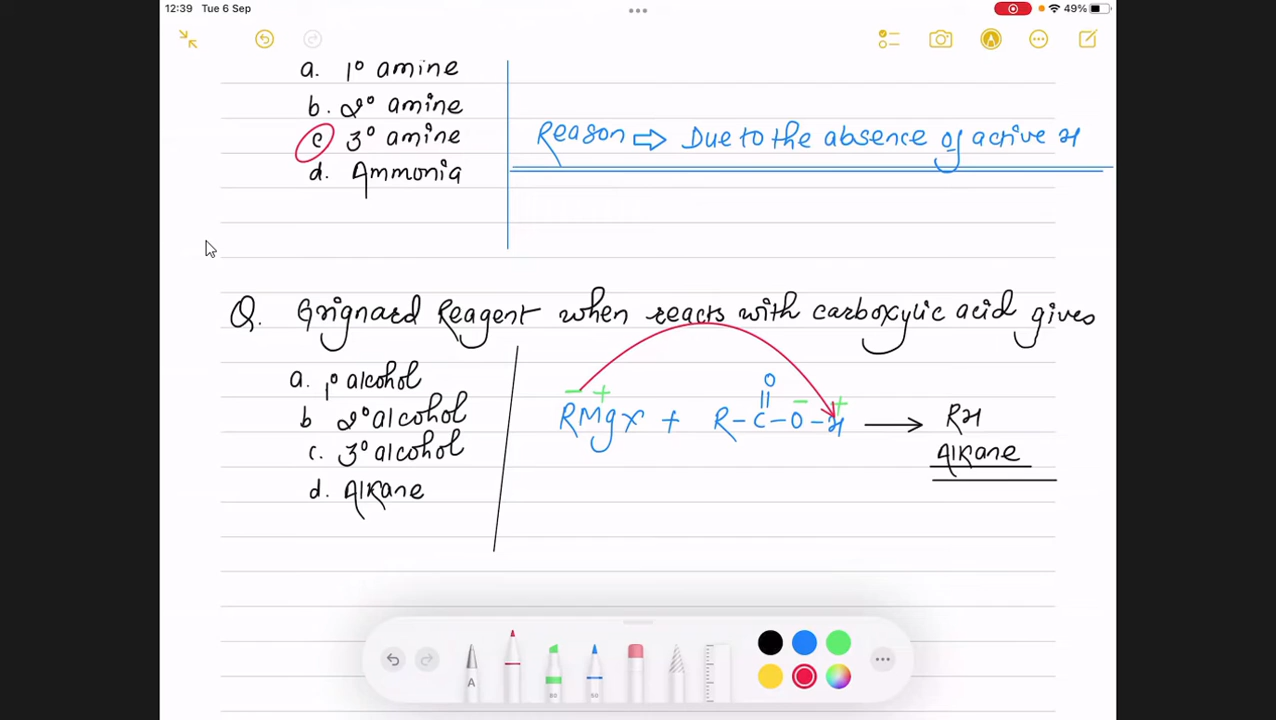 12:39 Tue 6 Sep
49%
a. 1° amine
b. 2° amine
c 3° amine
d. Ammonia
Reason ⇨ Due to the absence of active H
Q. Grignard Reagent when reacts with carboxylic acid gives
a. 1° alcohol
b 2° alcohol
c. 3° alcohol
d. Alkane
O
− + − +
RMgx + R-C-O-H → RH
Alkane
A
80
50